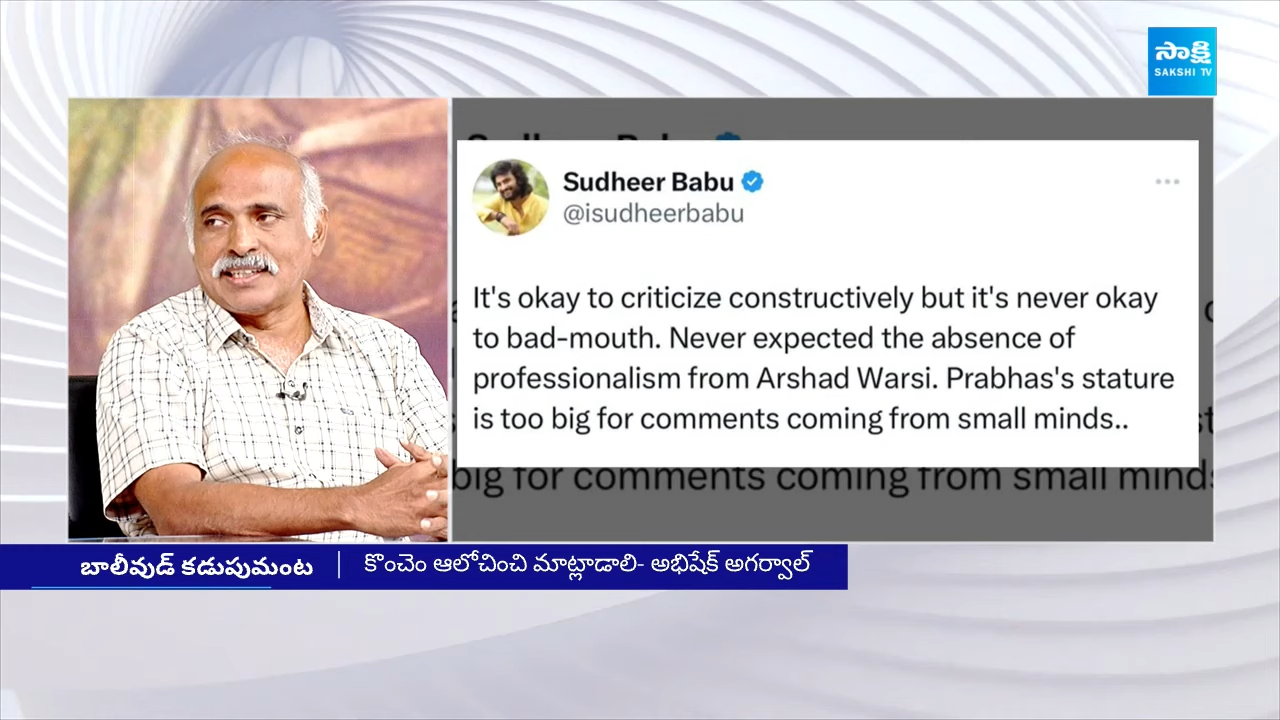 సాక్షి
SAKSHI TV
Sudheer Babu
@isudheerbabu
It's okay to criticize constructively but it's never okay
to bad-mouth. Never expected the absence of
professionalism from Arshad Warsi. Prabhas's stature
is too big for comments coming from small minds..
big for comments coming from small minds
బాలీవుడ్ కడుపుమంట | కొంచెం ఆలోచించి మాట్లాడాలి- అభిషేక్ అగర్వాల్